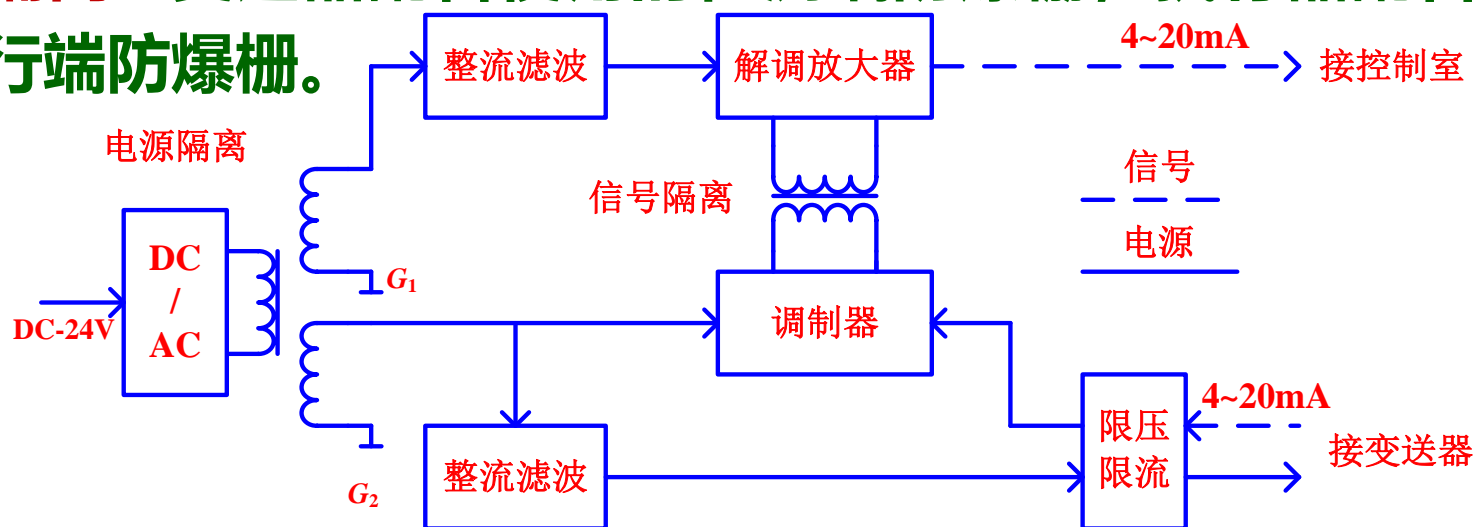 行端防爆栅。
整流滤波
解调放大器
4~20mA
接控制室
电源隔离
信号隔离
信号
电源
DC
/
AC
DC-24V
G₁
调制器
4~20mA
限压
限流
接变送器
整流滤波
G₂